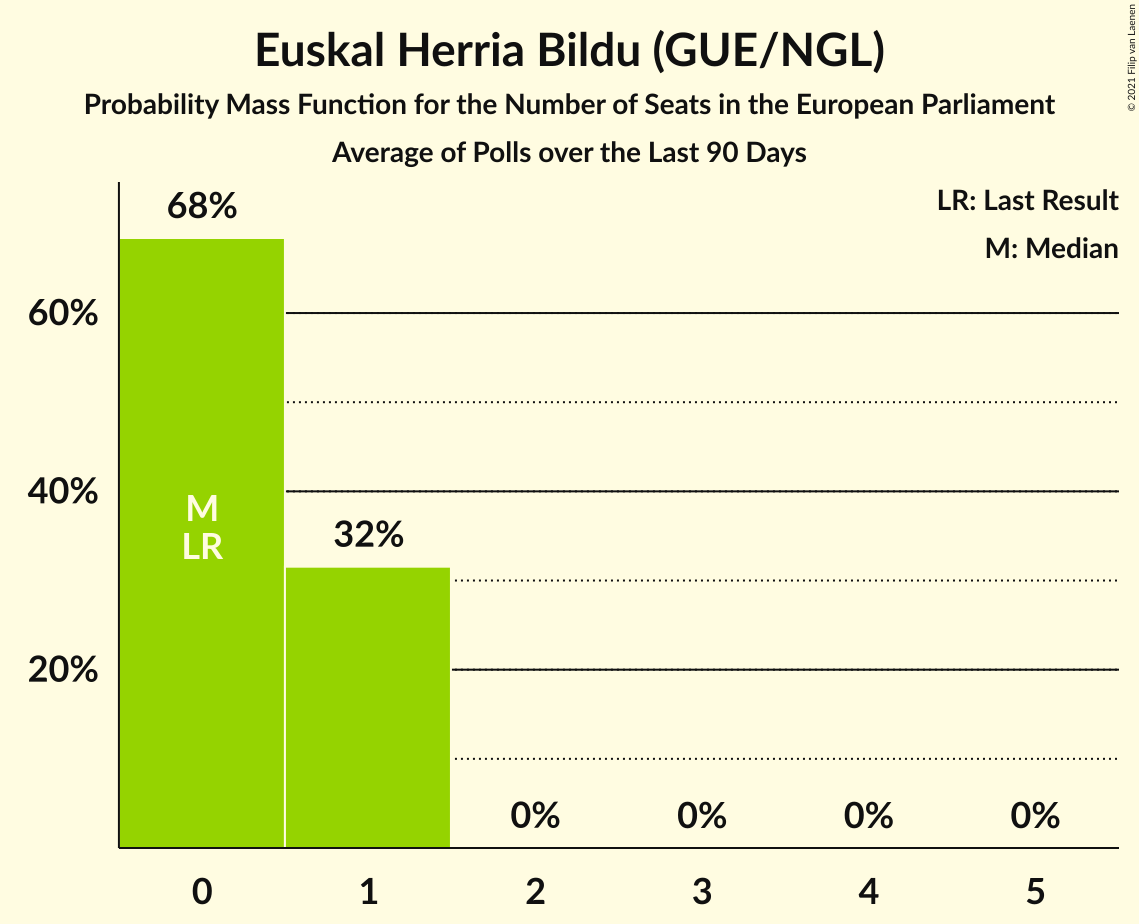 Euskal Herria Bildu (GUE/NGL)
Probability Mass Function for the Number of Seats in the European Parliament
Average of Polls over the Last 90 Days
© 2021 Filip van Laenen
LR: Last Result
M: Median
68%
60%
40%
20%
M
LR
32%
0%
0%
0%
0%
0
1
2
3
4
5